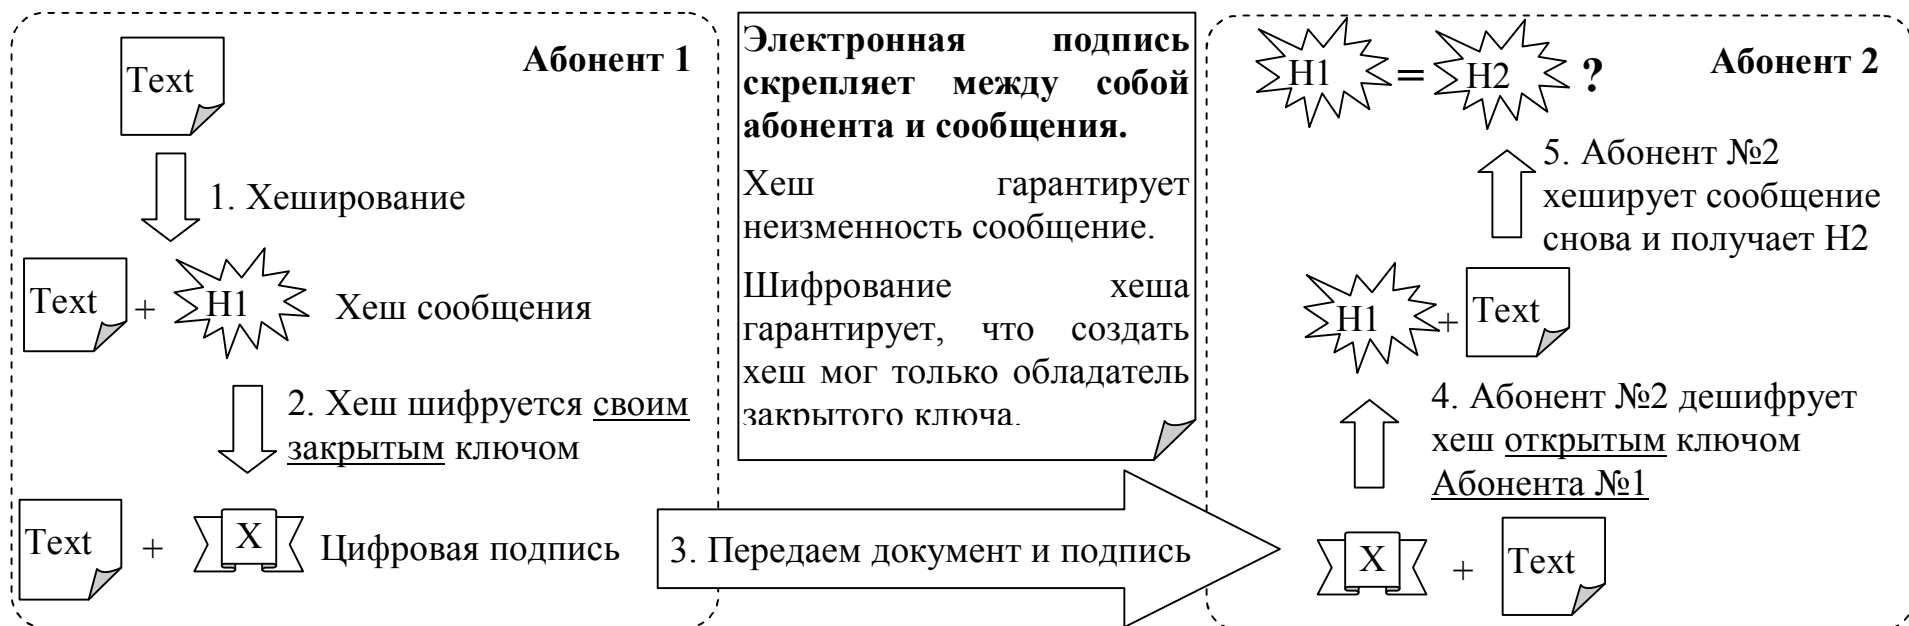 Text
Абонент 1
1. Хеширование
Text + H1 Хеш сообщения
2. Хеш шифруется своим
закрытым ключом
Text + X Цифровая подпись
Электронная подпись
скрепляет между собой
абонента и сообщения.
Хеш гарантирует
неизменность сообщение.
Шифрование хеша
гарантирует, что создать
хеш мог только обладатель
закрытого ключа.
3. Передаем документ и подпись
H1 = H2 ?
Абонент 2
5. Абонент №2
хеширует сообщение
снова и получает H2
H1 + Text
4. Абонент №2 дешифрует
хеш открытым ключом
Абонента №1
X + Text